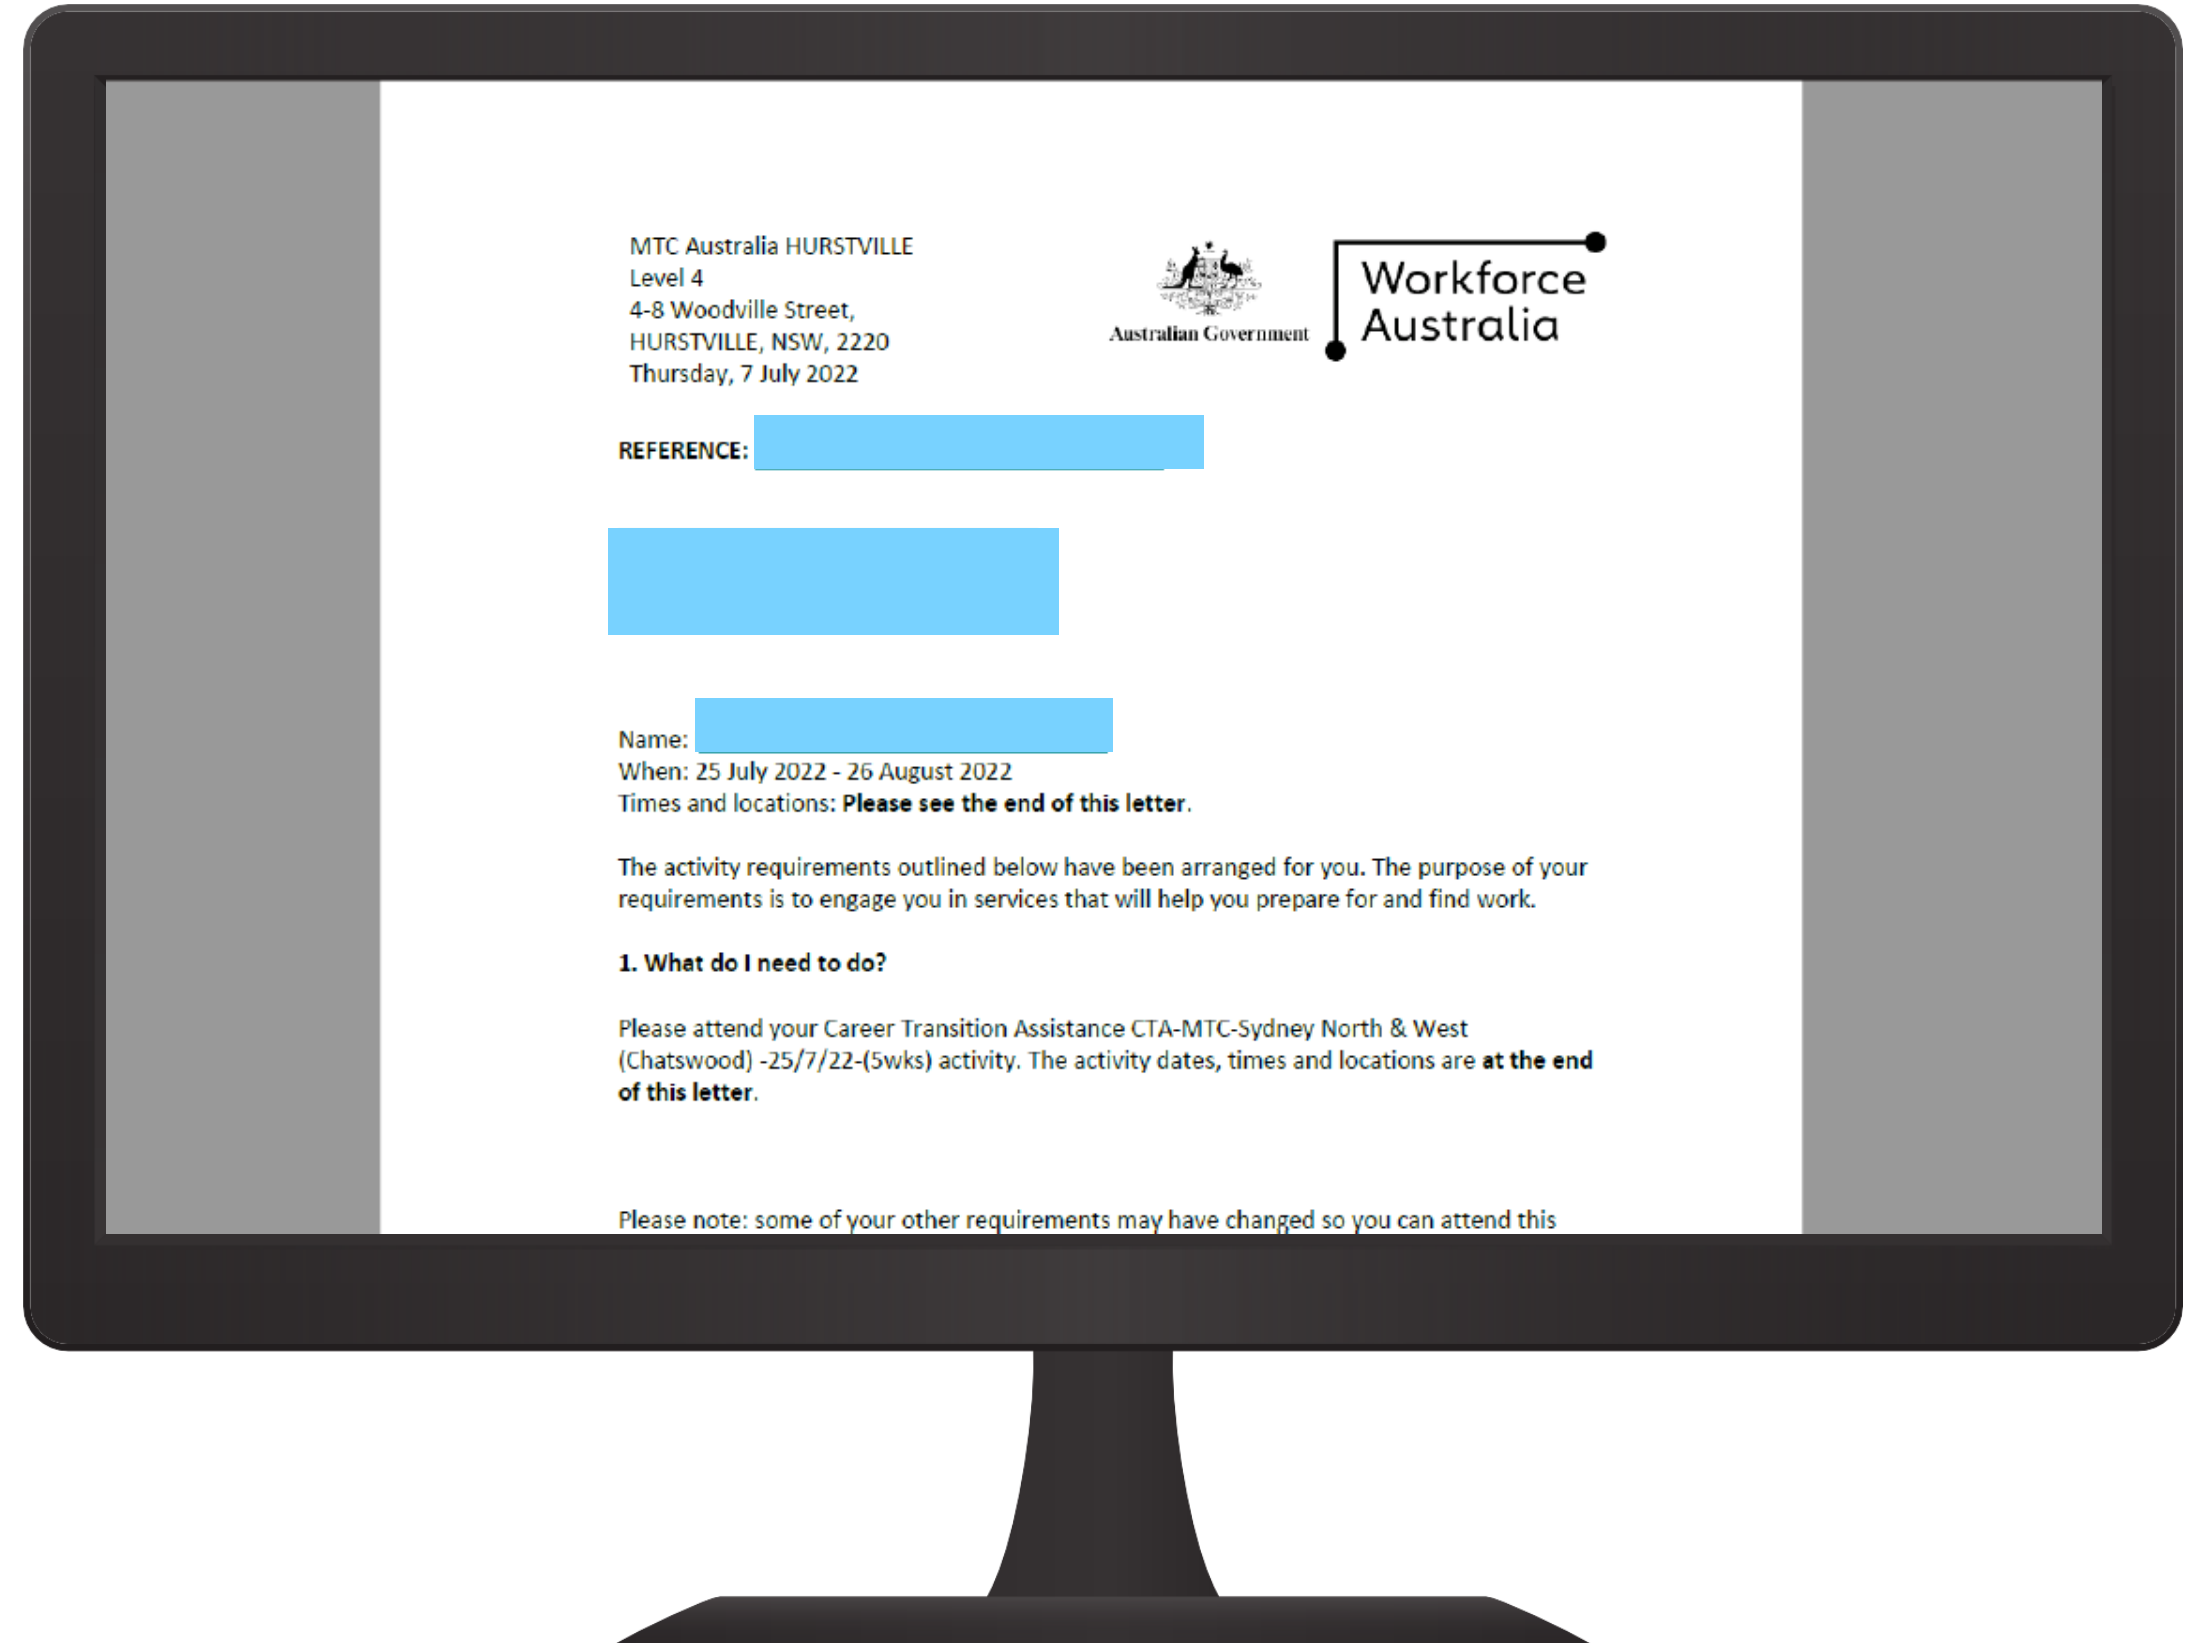 MTC Australia HURSTVILLE
Level 4
4-8 Woodville Street,
HURSTVILLE, NSW, 2220
Thursday, 7 July 2022
Australian Government
Workforce
Australia
REFERENCE:
Name:
When: 25 July 2022 - 26 August 2022
Times and locations: Please see the end of this letter.
The activity requirements outlined below have been arranged for you. The purpose of your
requirements is to engage you in services that will help you prepare for and find work.
1. What do I need to do?
Please attend your Career Transition Assistance CTA-MTC-Sydney North & West
(Chatswood) -25/7/22-(5wks) activity. The activity dates, times and locations are at the end
of this letter.
Please note: some of your other requirements may have changed so you can attend this